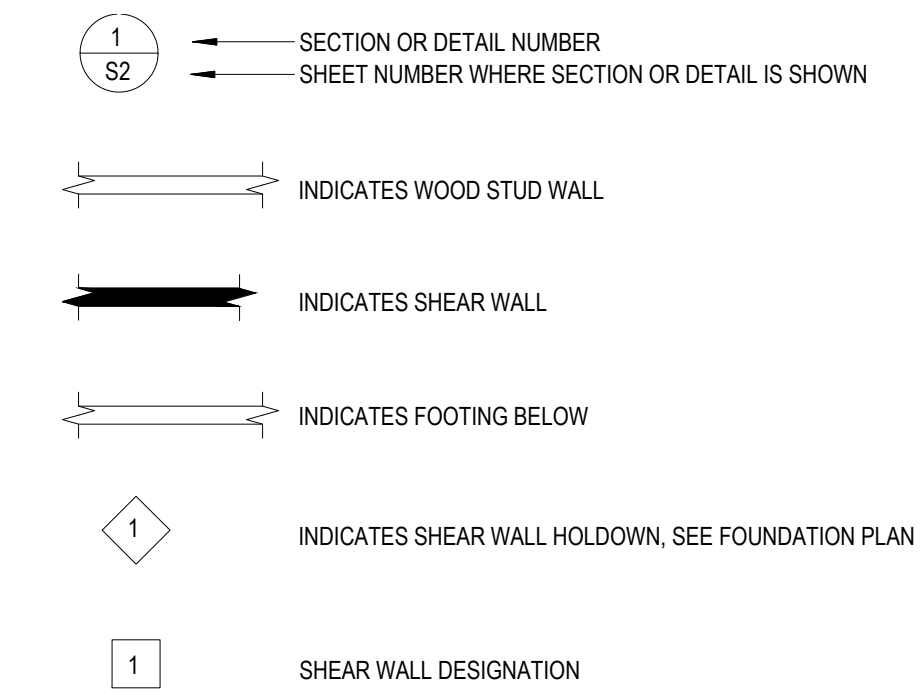 1
SECTION OR DETAIL NUMBER
S2
SHEET NUMBER WHERE SECTION OR DETAIL IS SHOWN
INDICATES WOOD STUD WALL
INDICATES SHEAR WALL
INDICATES FOOTING BELOW
1
INDICATES SHEAR WALL HOLDOWN, SEE FOUNDATION PLAN
1
SHEAR WALL DESIGNATION